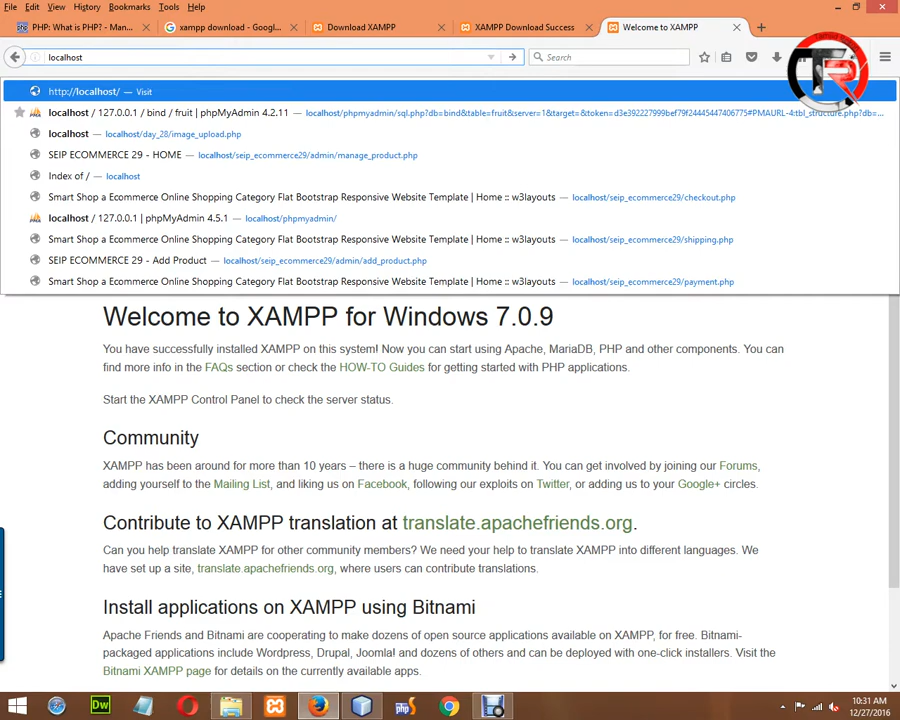 File Edit View History Bookmarks Tools Help
PHP: What is PHP? - Man...
xampp download - Googl...
Download XAMPP
XAMPP Download Success
Welcome to XAMPP
localhost
Search
http://localhost/ — Visit
localhost / 127.0.0.1 / bind / fruit | phpMyAdmin 4.2.11 — localhost/phpmyadmin/sql.php?db=bind&table=fruit&server=1&target=&token=d3e392227999bef79f24445447406775#PMAURL-4:tbl_structure.php?db=...
localhost — localhost/day_28/image_upload.php
SEIP ECOMMERCE 29 - HOME — localhost/seip_ecommerce29/admin/manage_product.php
Index of / — localhost
Smart Shop a Ecommerce Online Shopping Category Flat Bootstrap Responsive Website Template | Home :: w3layouts — localhost/seip_ecommerce29/checkout.php
localhost / 127.0.0.1 | phpMyAdmin 4.5.1 — localhost/phpmyadmin/
Smart Shop a Ecommerce Online Shopping Category Flat Bootstrap Responsive Website Template | Home :: w3layouts — localhost/seip_ecommerce29/shipping.php
SEIP ECOMMERCE 29 - Add Product — localhost/seip_ecommerce29/admin/add_product.php
Smart Shop a Ecommerce Online Shopping Category Flat Bootstrap Responsive Website Template | Home :: w3layouts — localhost/seip_ecommerce29/payment.php
Welcome to XAMPP for Windows 7.0.9
You have successfully installed XAMPP on this system! Now you can start using Apache, MariaDB, PHP and other components. You can
find more info in the FAQs section or check the HOW-TO Guides for getting started with PHP applications.
Start the XAMPP Control Panel to check the server status.
Community
XAMPP has been around for more than 10 years – there is a huge community behind it. You can get involved by joining our Forums,
adding yourself to the Mailing List, and liking us on Facebook, following our exploits on Twitter, or adding us to your Google+ circles.
Contribute to XAMPP translation at translate.apachefriends.org.
Can you help translate XAMPP for other community members? We need your help to translate XAMPP into different languages. We
have set up a site, translate.apachefriends.org, where users can contribute translations.
Install applications on XAMPP using Bitnami
Apache Friends and Bitnami are cooperating to make dozens of open source applications available on XAMPP, for free. Bitnami-
packaged applications include Wordpress, Drupal, Joomla! and dozens of others and can be deployed with one-click installers. Visit the
Bitnami XAMPP page for details on the currently available apps.
Dw
php
10:31 AM
12/27/2016